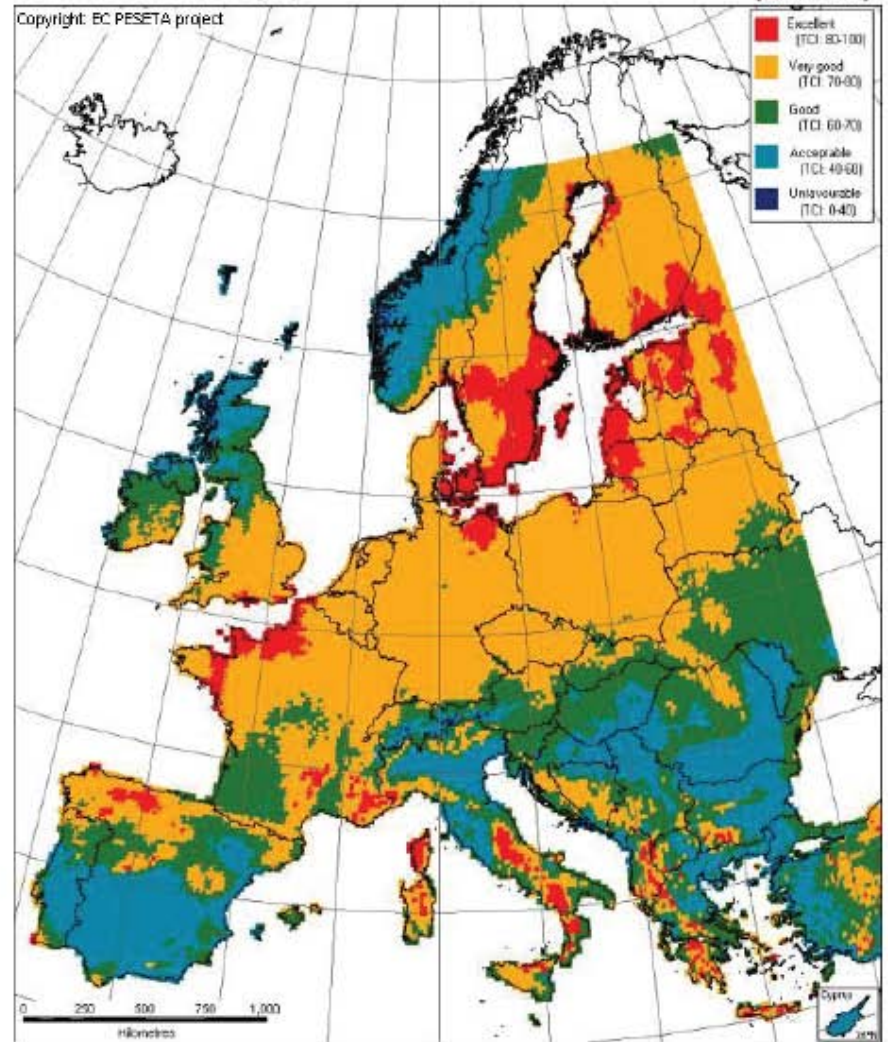 Copyright: EC PESETA project
Excellent
(TCI: 80-100)
Very good
(TCI: 70-80)
Good
(TCI: 60-70)
Acceptable
(TCI: 40-60)
Unfavourable
(TCI: 0-40)
0 250 500 750 1,000
Kilometres
Cyprus